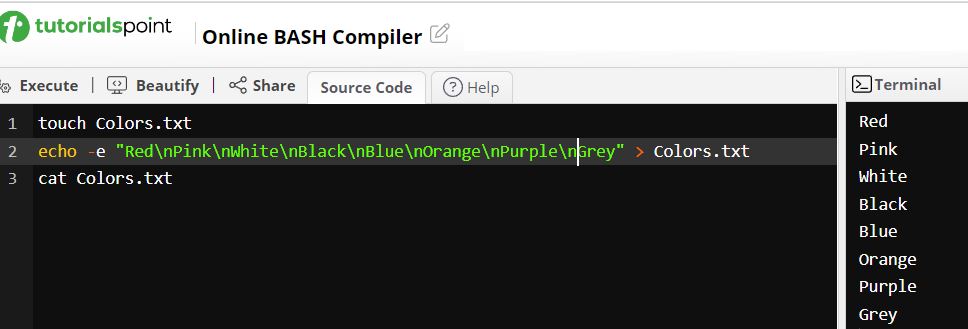 tutorialspoint
Online BASH Compiler
Execute | Beautify | Share Source Code Help
1 touch Colors.txt
2 echo -e "Red\nPink\nWhite\nBlack\nBlue\nOrange\nPurple\nGrey" > Colors.txt
3 cat Colors.txt
Terminal
Red
Pink
White
Black
Blue
Orange
Purple
Grey